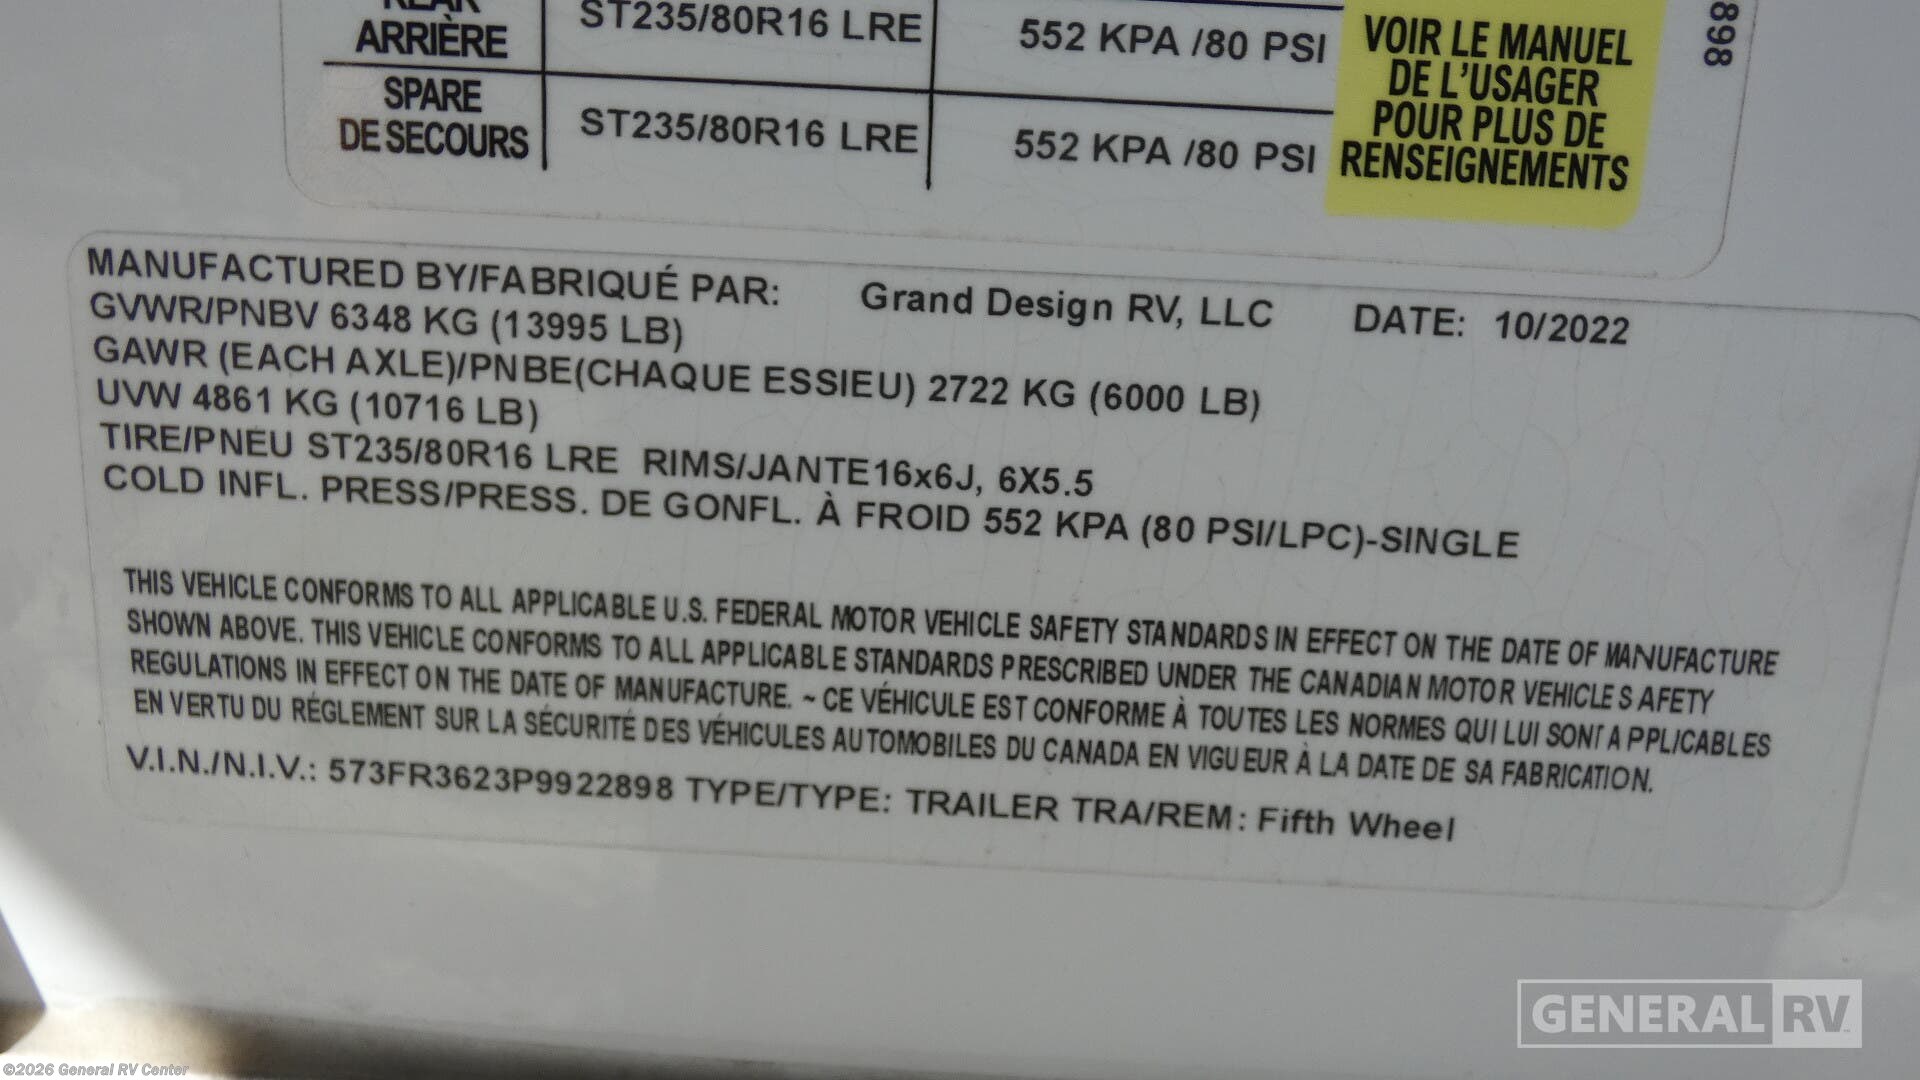 REAR
ARRIÈRE
ST235/80R16 LRE
552 KPA /80 PSI
SPARE
DE SECOURS
ST235/80R16 LRE
552 KPA /80 PSI
VOIR LE MANUEL
DE L'USAGER
POUR PLUS DE
RENSEIGNEMENTS
898
MANUFACTURED BY/FABRIQUÉ PAR: Grand Design RV, LLC DATE: 10/2022
GVWR/PNBV 6348 KG (13995 LB)
GAWR (EACH AXLE)/PNBE(CHAQUE ESSIEU) 2722 KG (6000 LB)
UVW 4861 KG (10716 LB)
TIRE/PNEU ST235/80R16 LRE RIMS/JANTE16x6J, 6X5.5
COLD INFL. PRESS/PRESS. DE GONFL. À FROID 552 KPA (80 PSI/LPC)-SINGLE
THIS VEHICLE CONFORMS TO ALL APPLICABLE U.S. FEDERAL MOTOR VEHICLE SAFETY STANDARDS IN EFFECT ON THE DATE OF MANUFACTURE
SHOWN ABOVE. THIS VEHICLE CONFORMS TO ALL APPLICABLE STANDARDS PRESCRIBED UNDER THE CANADIAN MOTOR VEHICLE SAFETY
REGULATIONS IN EFFECT ON THE DATE OF MANUFACTURE. ~ CE VÉHICULE EST CONFORME À TOUTES LES NORMES QUI LUI SONT APPLICABLES
EN VERTU DU RÉGLEMENT SUR LA SÉCURITÉ DES VÉHICULES AUTOMOBILES DU CANADA EN VIGUEUR À LA DATE DE SA FABRICATION.
V.I.N./N.I.V.: 573FR3623P9922898 TYPE/TYPE: TRAILER TRA/REM: Fifth Wheel
GENERAL RV
©2026 General RV Center